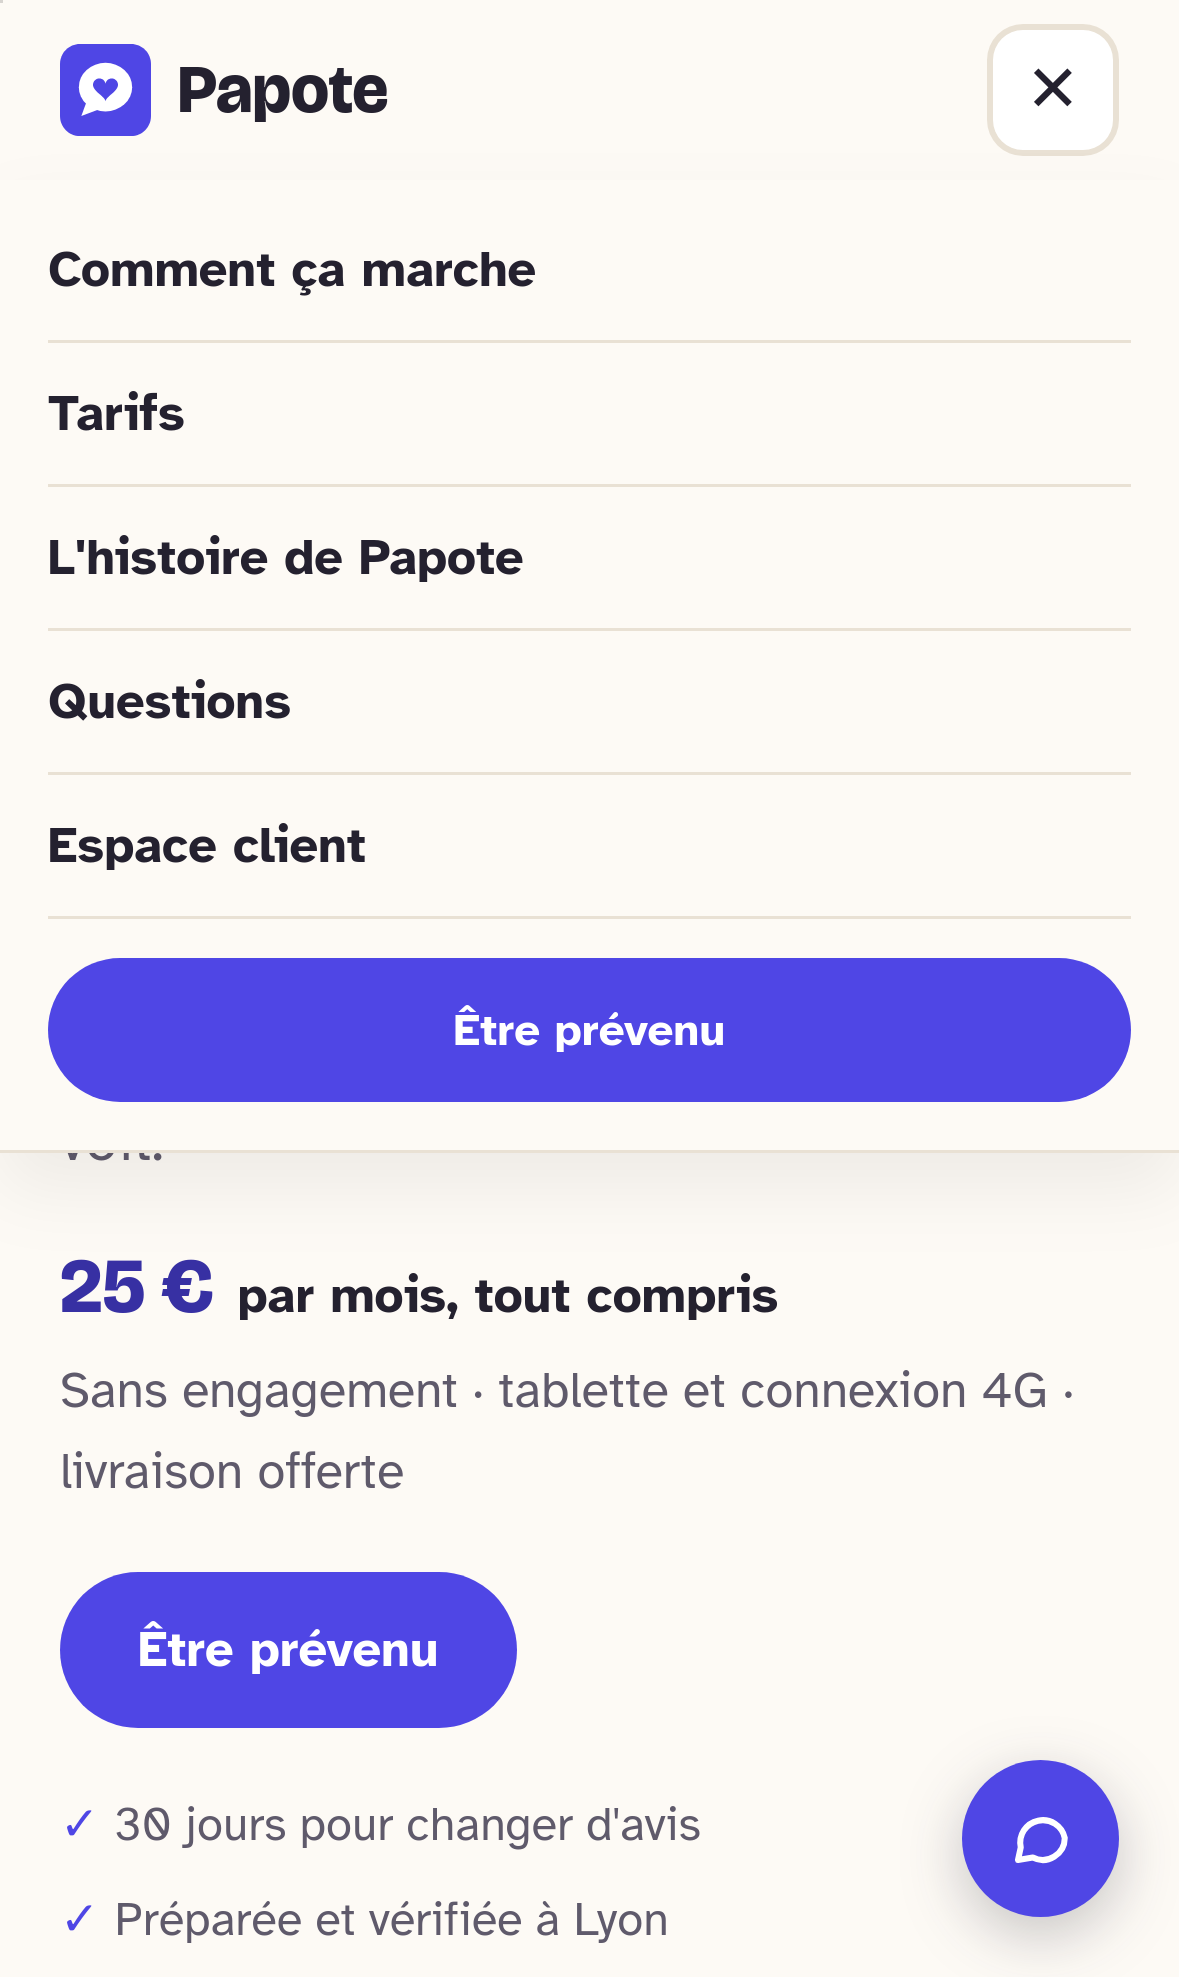 Papote
Comment ça marche
Tarifs
L'histoire de Papote
Questions
Espace client
Être prévenu
25 € par mois, tout compris
Sans engagement · tablette et connexion 4G ·
livraison offerte
Être prévenu
✓ 30 jours pour changer d'avis
✓ Préparée et vérifiée à Lyon